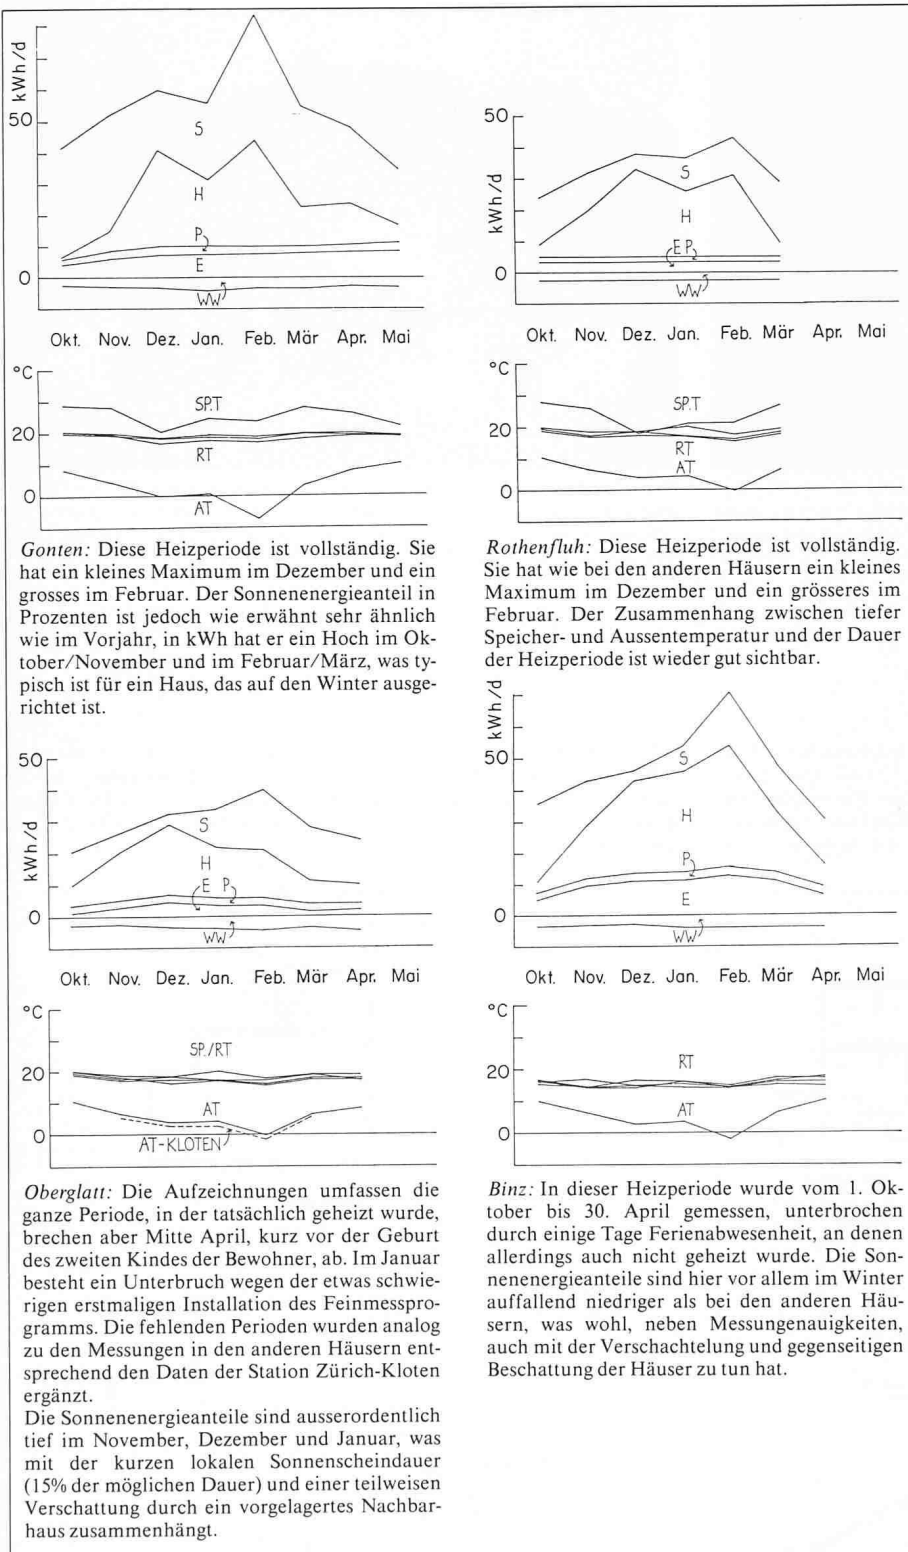 kWh/d
50
0
S
H
P
E
WW
Okt. Nov. Dez. Jan. Feb. Mär Apr. Mai
°C
20
0
SP.T
RT
AT
Gonten: Diese Heizperiode ist vollständig. Sie
hat ein kleines Maximum im Dezember und ein
grosses im Februar. Der Sonnenenergieanteil in
Prozenten ist jedoch wie erwähnt sehr ähnlich
wie im Vorjahr, in kWh hat er ein Hoch im Ok-
tober/November und im Februar/März, was ty-
pisch ist für ein Haus, das auf den Winter ausge-
richtet ist.
kWh/d
50
0
S
H
E P
WW
Okt. Nov. Dez. Jan. Feb. Mär Apr. Mai
°C
20
0
SP./RT
AT
AT-KLOTEN
Oberglatt: Die Aufzeichnungen umfassen die
ganze Periode, in der tatsächlich geheizt wurde,
brechen aber Mitte April, kurz vor der Geburt
des zweiten Kindes der Bewohner, ab. Im Januar
besteht ein Unterbruch wegen der etwas schwie-
rigen erstmaligen Installation des Feinmesspro-
gramms. Die fehlenden Perioden wurden analog
zu den Messungen in den anderen Häusern ent-
sprechend den Daten der Station Zürich-Kloten
ergänzt.
Die Sonnenenergieanteile sind ausserordentlich
tief im November, Dezember und Januar, was
mit der kurzen lokalen Sonnenscheindauer
(15% der möglichen Dauer) und einer teilweisen
Verschattung durch ein vorgelagertes Nachbar-
haus zusammenhängt.
kWh/d
50
0
S
H
E P
WW
Okt. Nov. Dez. Jan. Feb. Mär Apr. Mai
°C
20
0
SP.T
RT
AT
Rothenfluh: Diese Heizperiode ist vollständig.
Sie hat wie bei den anderen Häusern ein kleines
Maximum im Dezember und ein grösseres im
Februar. Der Zusammenhang zwischen tiefer
Speicher- und Aussentemperatur und der Dauer
der Heizperiode ist wieder gut sichtbar.
kWh/d
50
0
S
H
P
E
WW
Okt. Nov. Dez. Jan. Feb. Mär Apr. Mai
°C
20
0
RT
AT
Binz: In dieser Heizperiode wurde vom 1. Ok-
tober bis 30. April gemessen, unterbrochen
durch einige Tage Ferienabwesenheit, an denen
allerdings auch nicht geheizt wurde. Die Son-
nenenergieanteile sind hier vor allem im Winter
auffallend niedriger als bei den anderen Häu-
sern, was wohl, neben Messungenauigkeiten,
auch mit der Verschachtelung und gegenseitigen
Beschattung der Häuser zu tun hat.